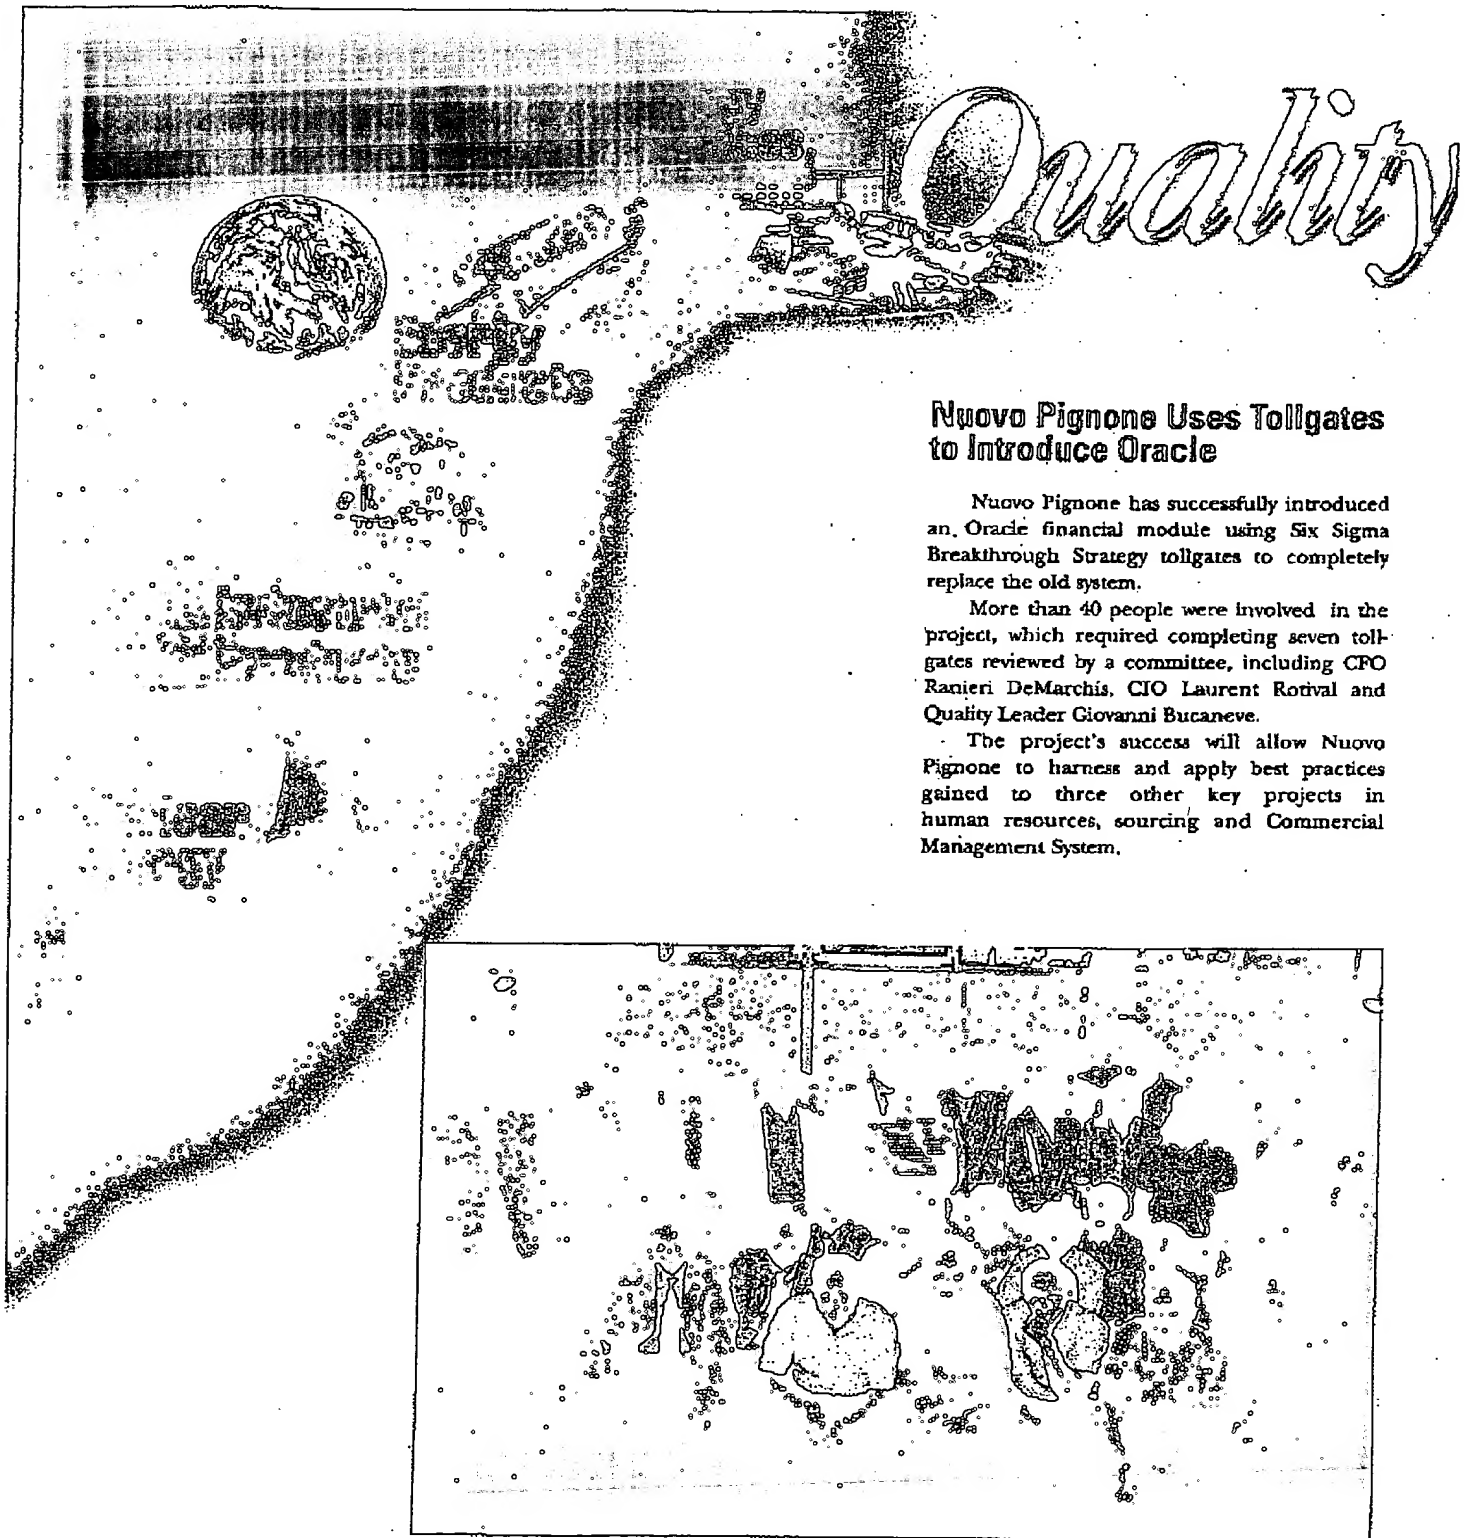 Quality
Nuovo Pignone Uses Tollgates
to Introduce Oracle
Nuovo Pignone has successfully introduced
an Oracle financial module using Six Sigma
Breakthrough Strategy tollgates to completely
replace the old system.
More than 40 people were involved in the
project, which required completing seven toll-
gates reviewed by a committee, including CFO
Ranieri DeMarchis, CIO Laurent Rotival and
Quality Leader Giovanni Bucaneve.
The project's success will allow Nuovo
Pignone to harness and apply best practices
gained to three other key projects in
human resources, sourcing and Commercial
Management System.